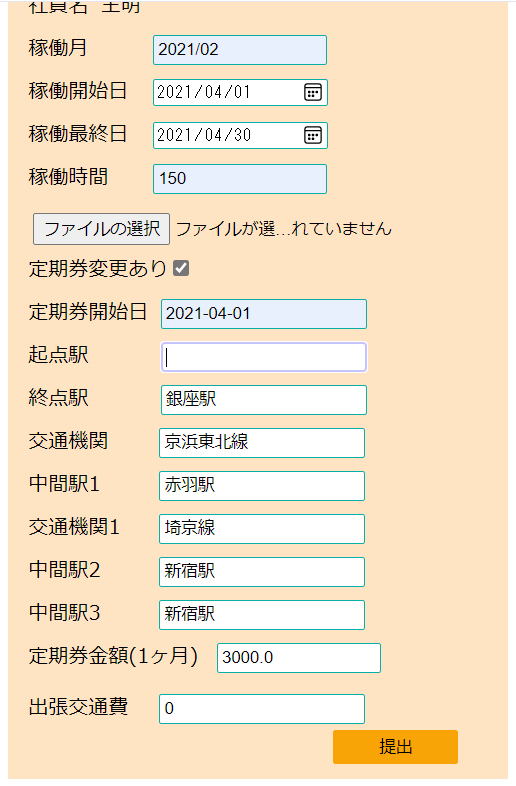 社員名 王明
稼働月 2021/02
稼働開始日 2021/04/01
稼働最終日 2021/04/30
稼働時間 150
ファイルの選択 ファイルが選...れていません
定期券変更あり
定期券開始日 2021-04-01
起点駅
終点駅 銀座駅
交通機関 京浜東北線
中間駅1 赤羽駅
交通機関1 埼京線
中間駅2 新宿駅
中間駅3 新宿駅
定期券金額(1ヶ月) 3000.0
出張交通費 0
提出